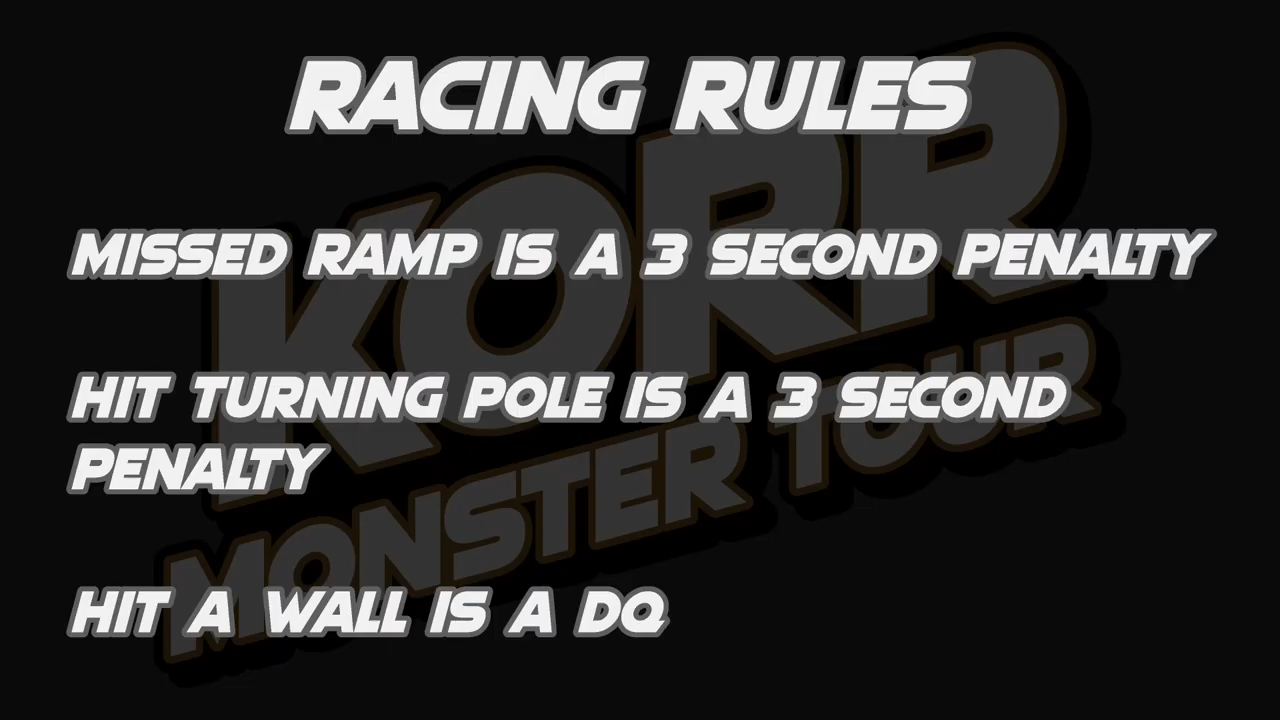 RACING RULES
MISSED RAMP IS A 3 SECOND PENALTY
HIT TURNING POLE IS A 3 SECOND
PENALTY
HIT A WALL IS A DQ
KORR
MONSTER TOUR